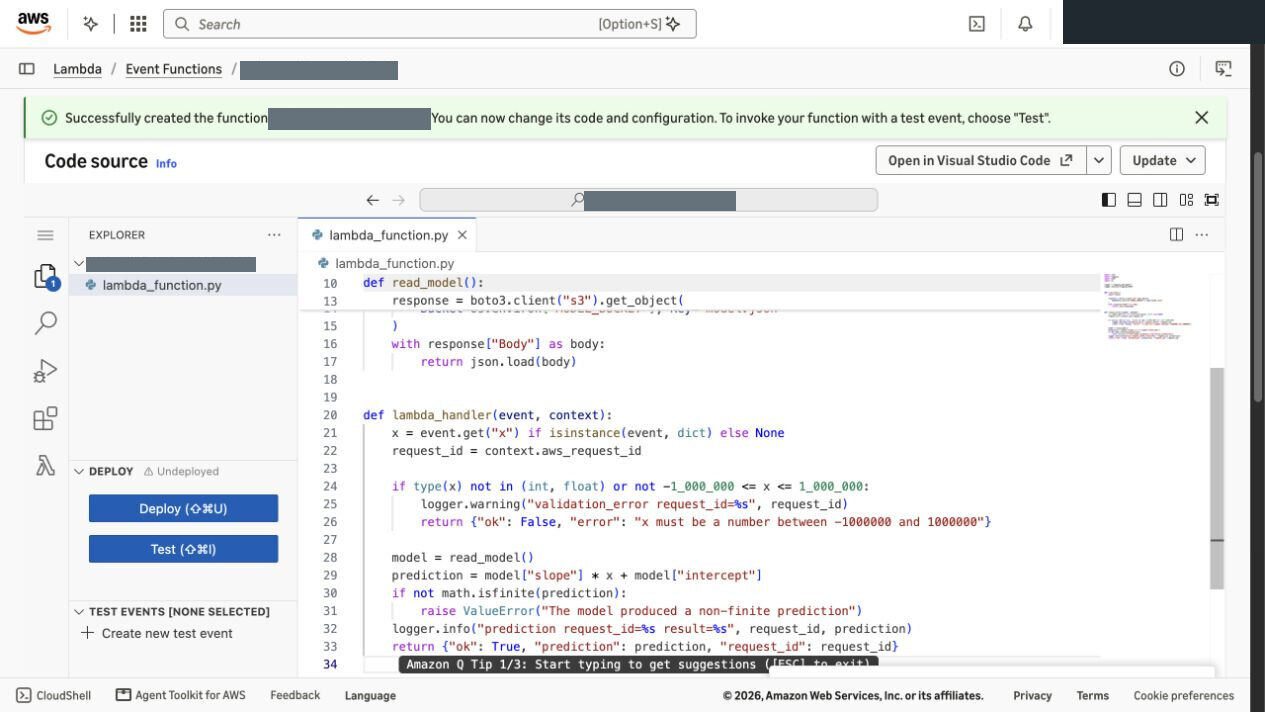 aws
Search [Option+S]
Lambda / Event Functions /
Successfully created the function You can now change its code and configuration. To invoke your function with a test event, choose "Test".
Code source Info
Open in Visual Studio Code Update
EXPLORER
lambda_function.py
1
lambda_function.py
lambda_function.py
10 def read_model():
13 response = boto3.client("s3").get_object(
15 )
16 with response["Body"] as body:
17 return json.load(body)
18
19
20 def lambda_handler(event, context):
21 x = event.get("x") if isinstance(event, dict) else None
22 request_id = context.aws_request_id
23
24 if type(x) not in (int, float) or not -1_000_000 <= x <= 1_000_000:
25 logger.warning("validation_error request_id=%s", request_id)
26 return {"ok": False, "error": "x must be a number between -1000000 and 1000000"}
27
28 model = read_model()
29 prediction = model["slope"] * x + model["intercept"]
30 if not math.isfinite(prediction):
31 raise ValueError("The model produced a non-finite prediction")
32 logger.info("prediction request_id=%s result=%s", request_id, prediction)
33 return {"ok": True, "prediction": prediction, "request_id": request_id}
34 Amazon Q Tip 1/3: Start typing to get suggestions ([ESC] to exit)
DEPLOY Undeployed
Deploy (⇧⌘U)
Test (⇧⌘I)
TEST EVENTS [NONE SELECTED]
Create new test event
CloudShell Agent Toolkit for AWS Feedback Language © 2026, Amazon Web Services, Inc. or its affiliates. Privacy Terms Cookie preferences